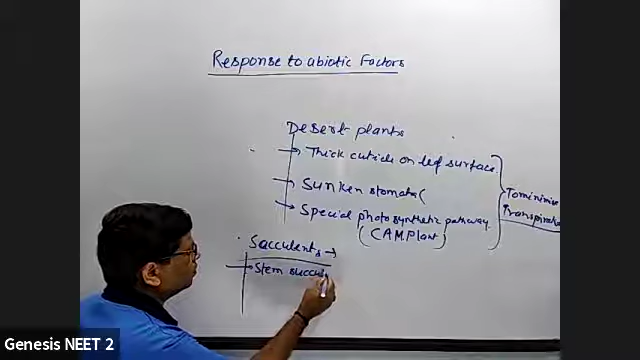 Response to abiotic Factors
Desert plants
→ Thick cuticle on leaf surface
→ Sunken stomata (
→ Special photosynthetic pathway
(CAM Plant)
To minimise
Transpiration
Succulents →
→ Stem succul
Genesis NEET 2